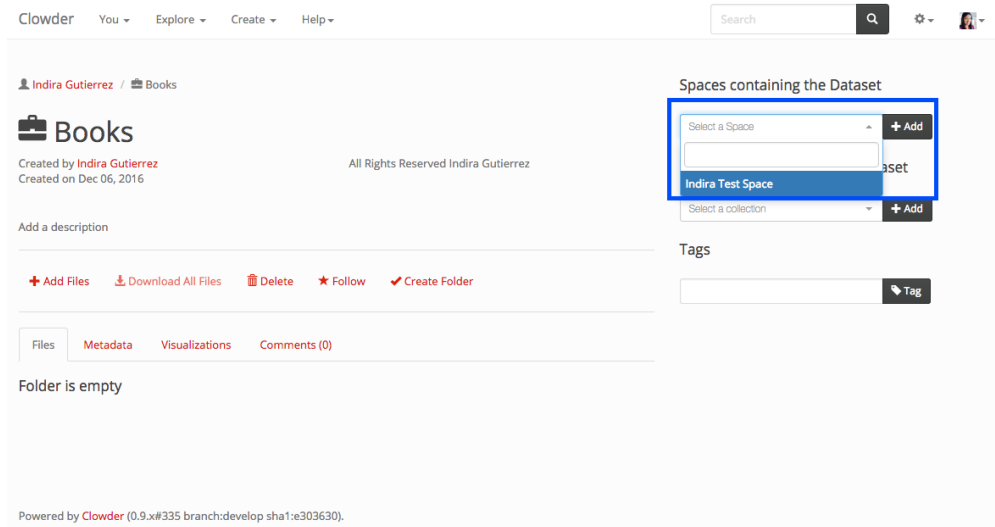 Clowder You Explore Create Help Search
Indira Gutierrez / Books
Books
Created by Indira Gutierrez All Rights Reserved Indira Gutierrez
Created on Dec 06, 2016
Add a description
Add Files Download All Files Delete Follow Create Folder
Files Metadata Visualizations Comments (0)
Folder is empty
Spaces containing the Dataset
Select a Space + Add
aset
Indira Test Space
Select a collection + Add
Tags
Tag
Powered by Clowder (0.9.x#335 branch:develop sha1:e303630).